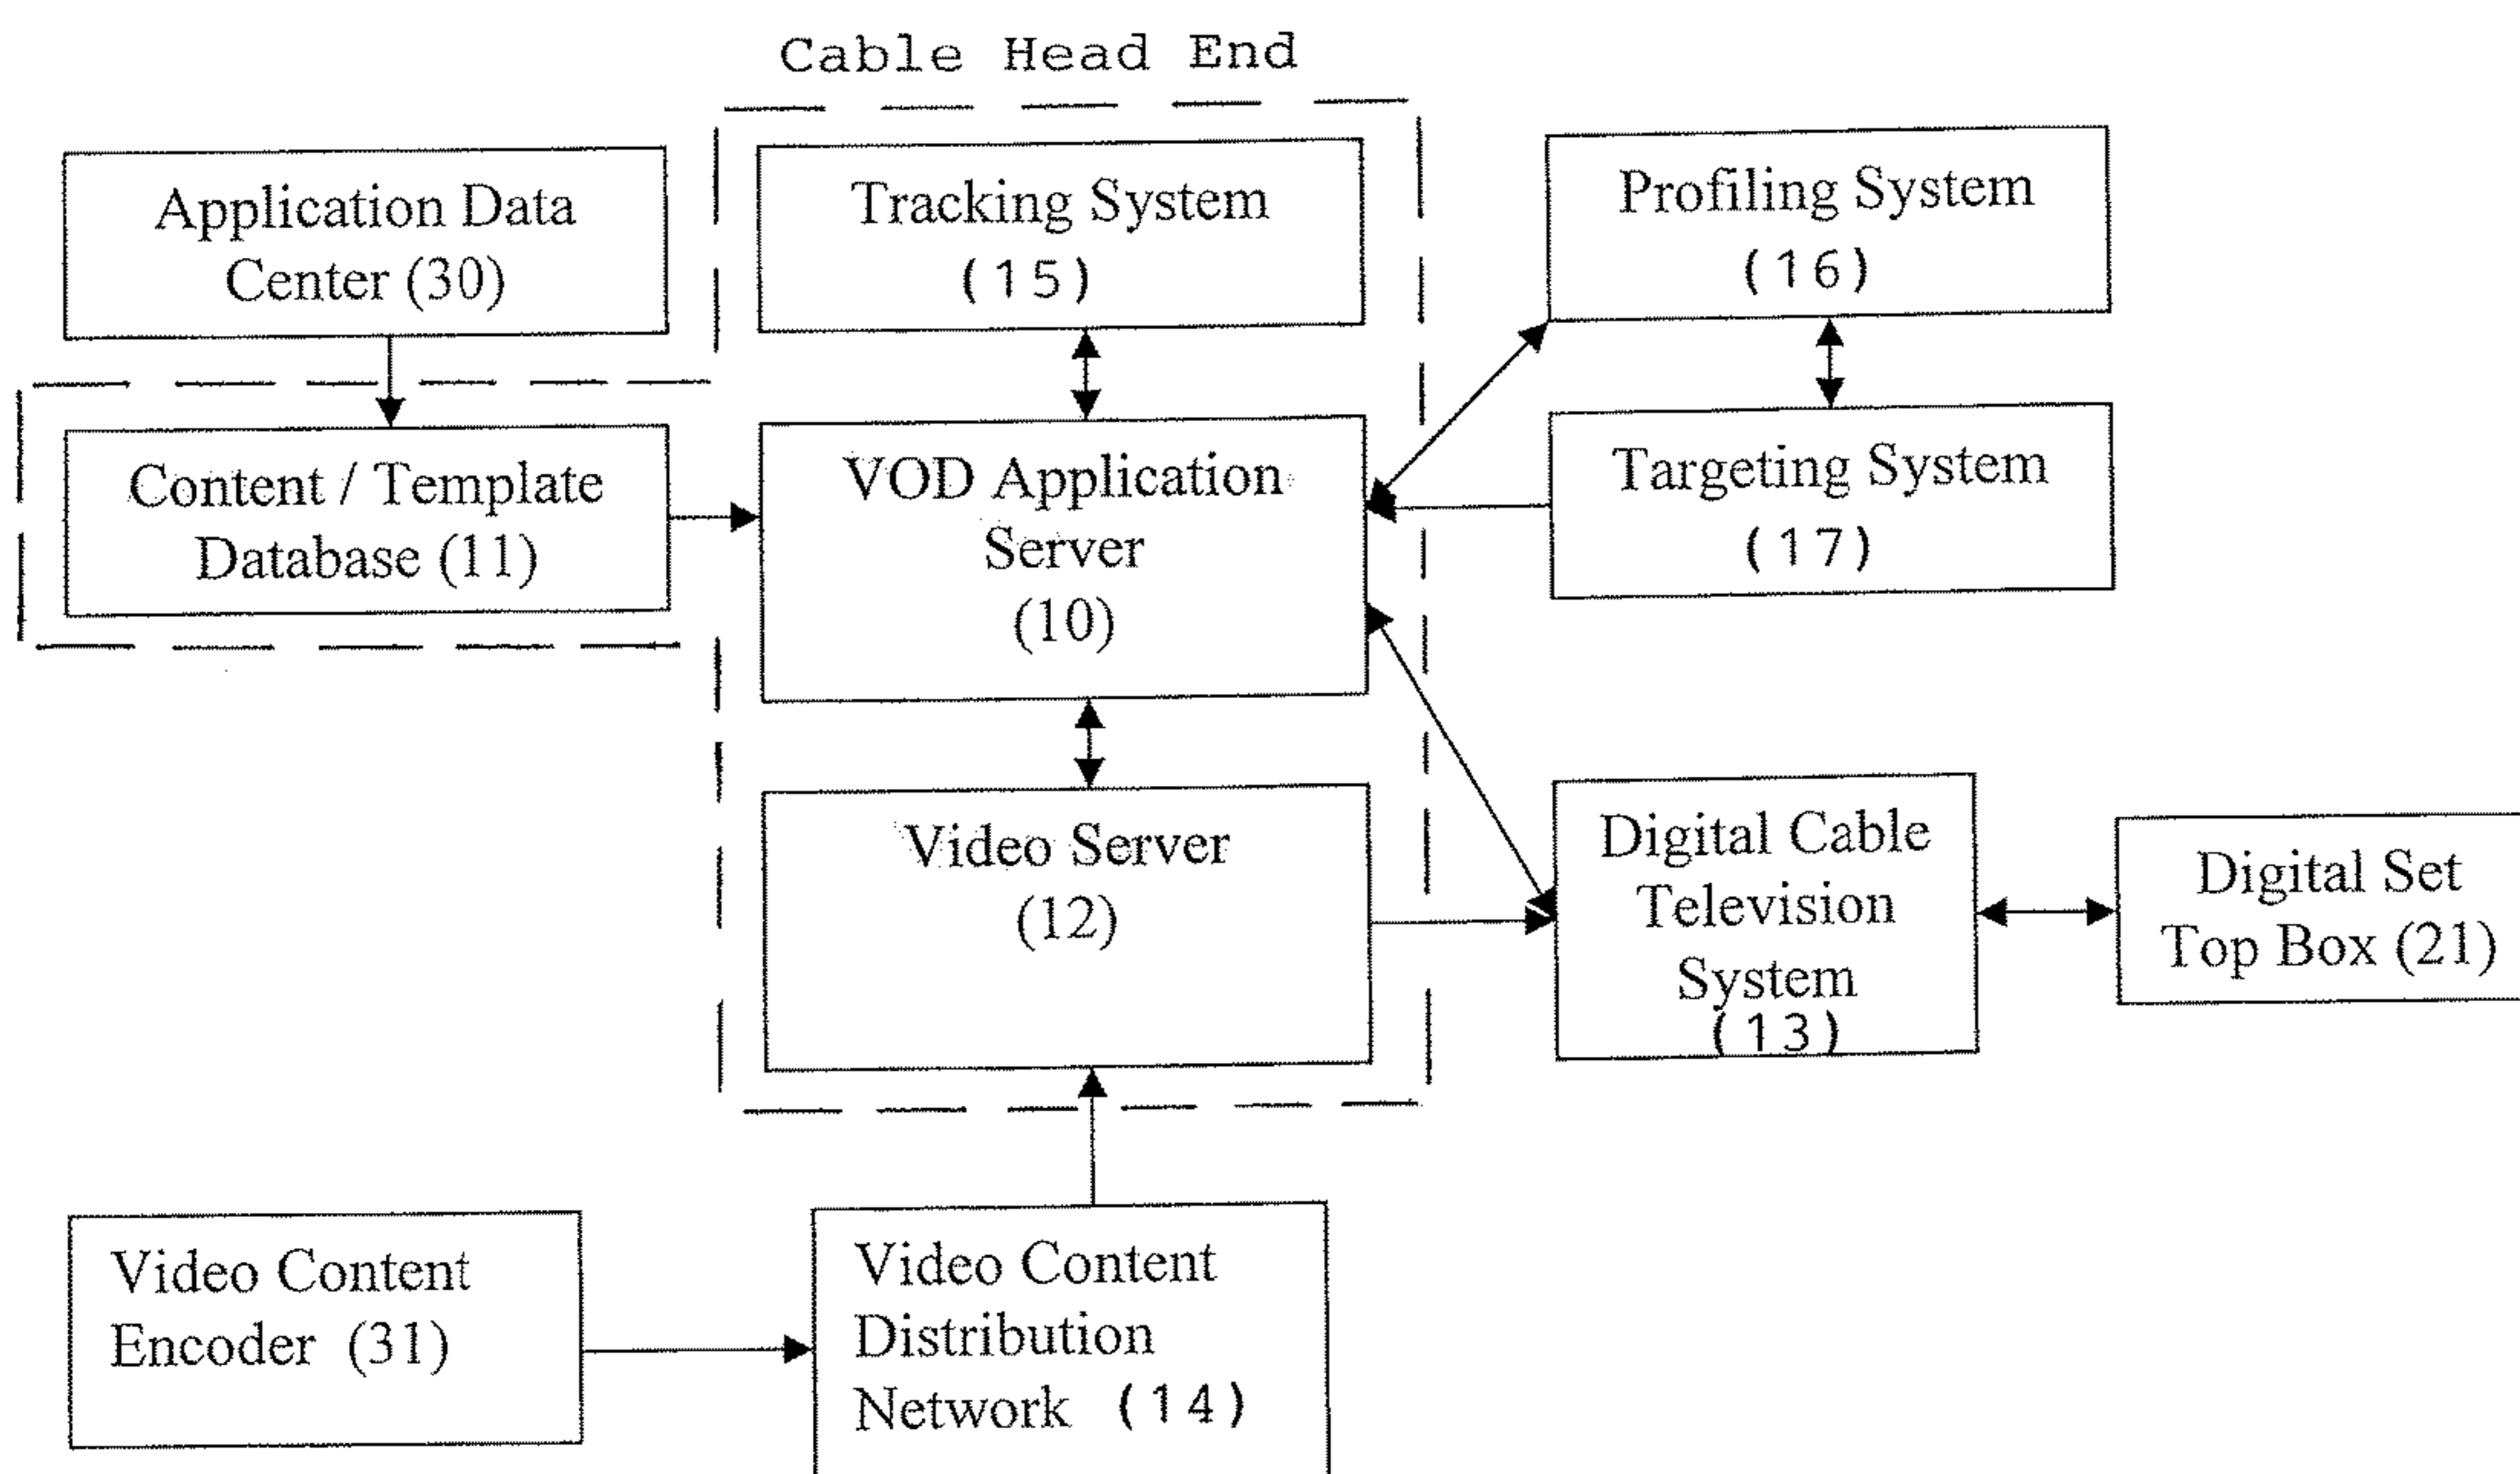 Cable Head End
Application Data
Center (30)
Tracking System
(15)
Profiling System
(16)
Content / Template
Database (11)
VOD Application
Server
(10)
Targeting System
(17)
Video Server
(12)
Digital Cable
Television
System
(13)
Digital Set
Top Box (21)
Video Content
Encoder (31)
Video Content
Distribution
Network (14)